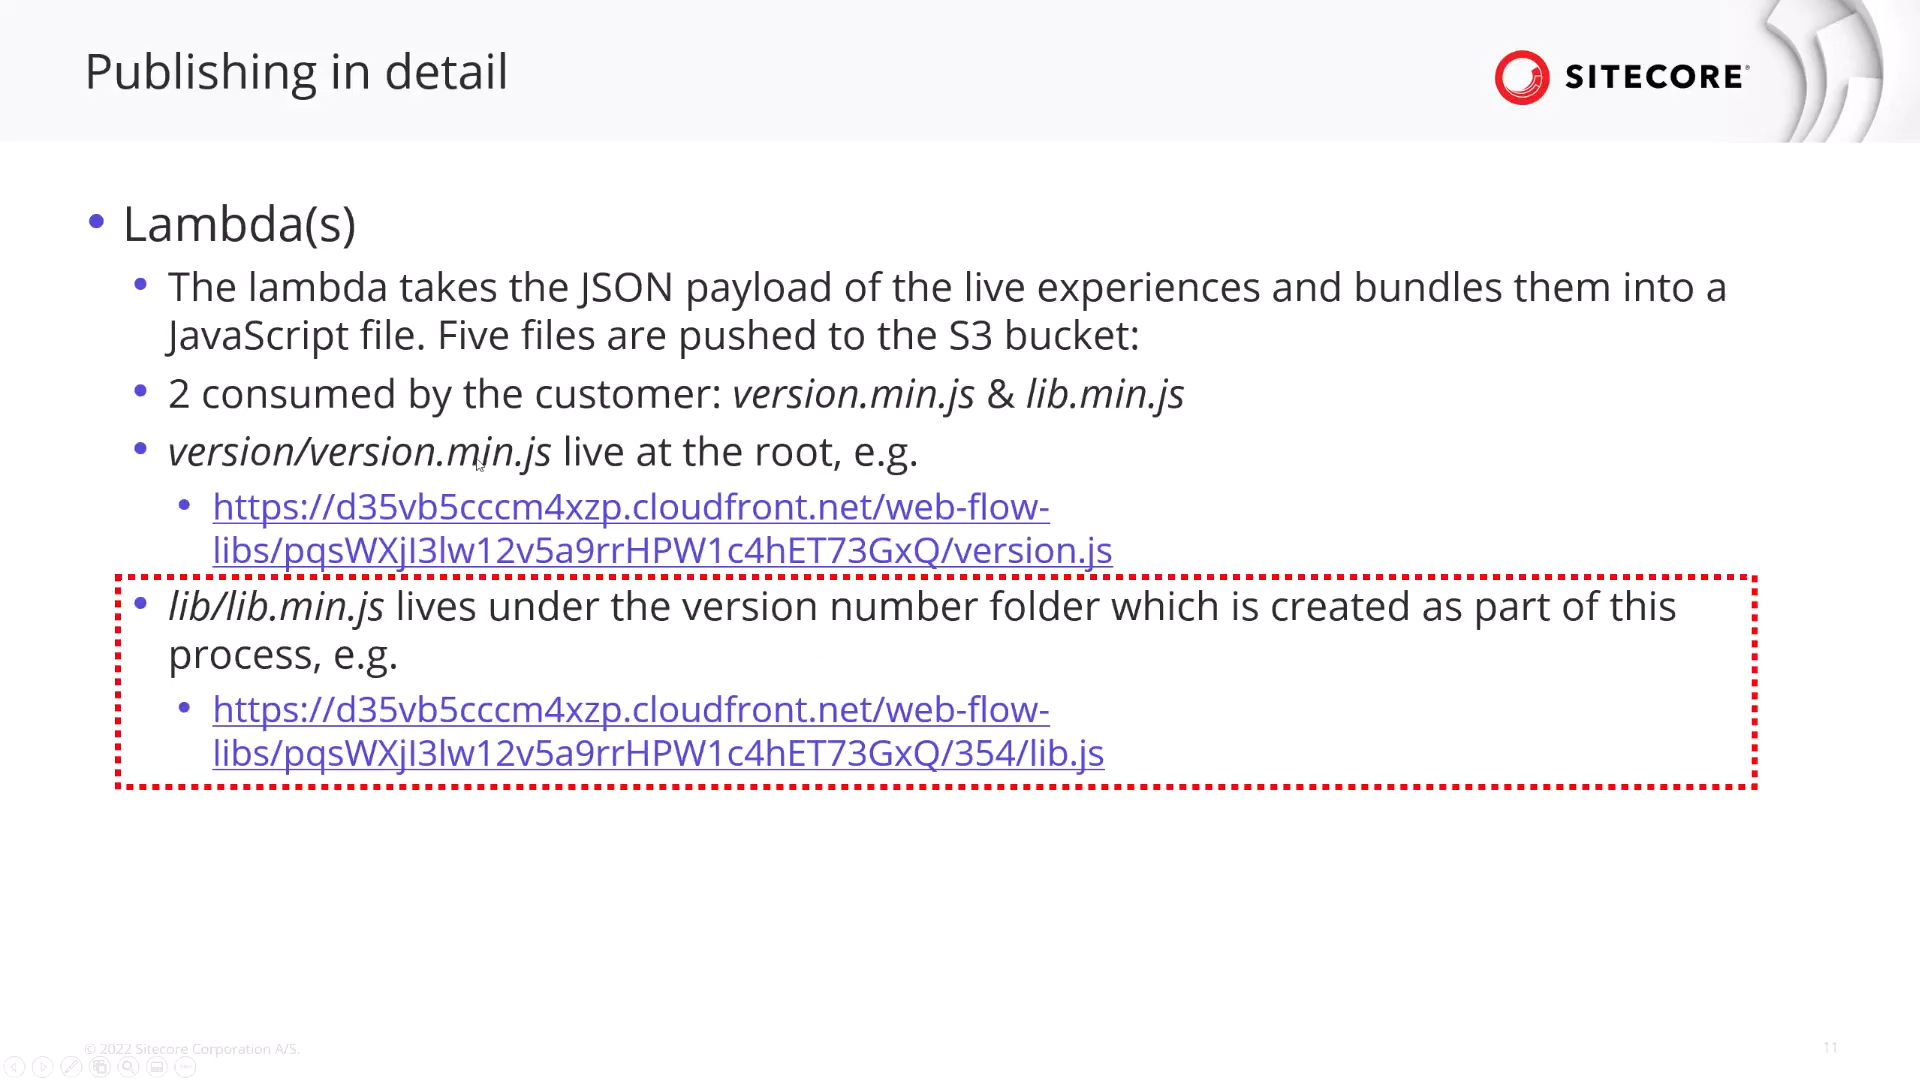 Publishing in detail
SITECORE
• Lambda(s)
• The lambda takes the JSON payload of the live experiences and bundles them into a
JavaScript file. Five files are pushed to the S3 bucket:
• 2 consumed by the customer: version.min.js & lib.min.js
• version/version.min.js live at the root, e.g.
• https://d35vb5cccm4xzp.cloudfront.net/web-flow-
libs/pqsWXjI3lw12v5a9rrHPW1c4hET73GxQ/version.js
• lib/lib.min.js lives under the version number folder which is created as part of this
process, e.g.
• https://d35vb5cccm4xzp.cloudfront.net/web-flow-
libs/pqsWXjI3lw12v5a9rrHPW1c4hET73GxQ/354/lib.js
© 2022 Sitecore Corporation A/S.
11